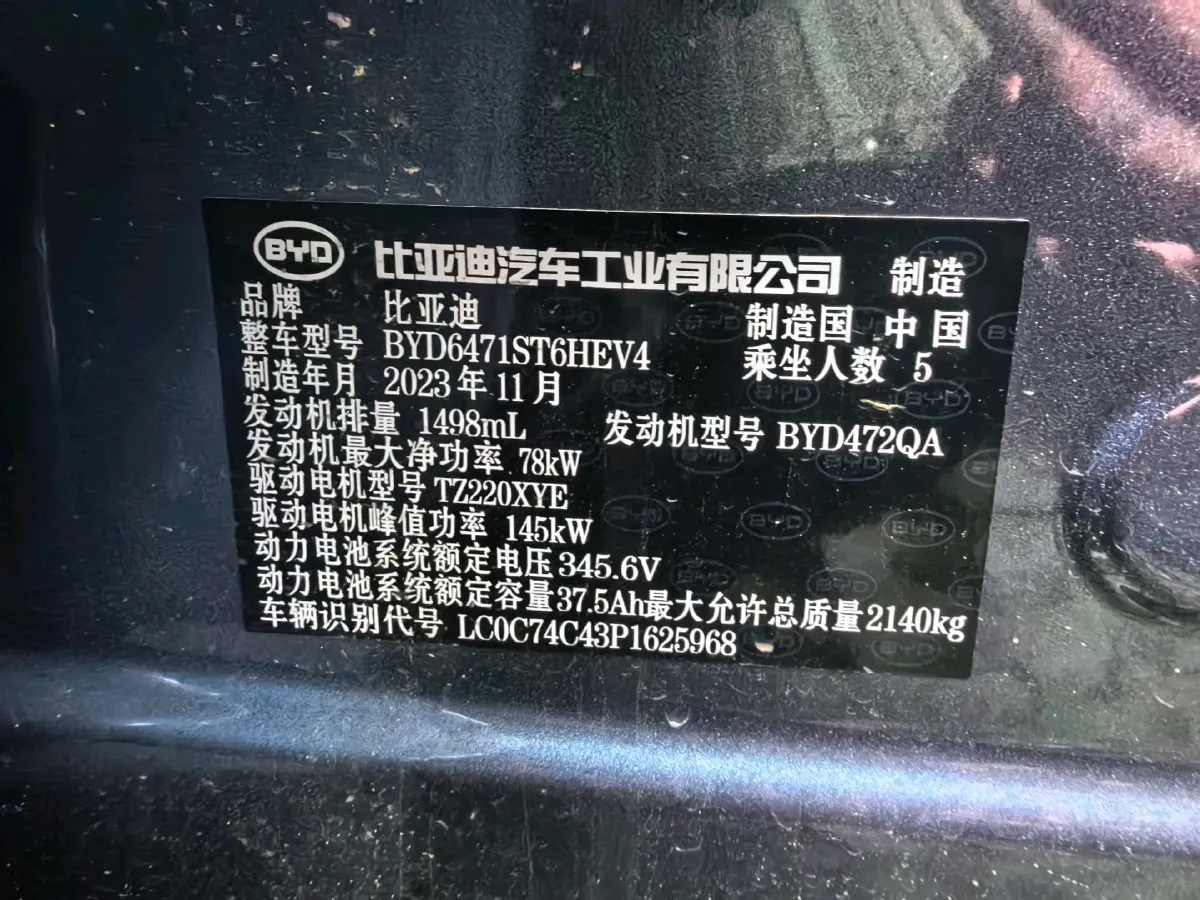 BYD 比亚迪汽车工业有限公司 制造
品牌 比亚迪 制造国 中国
整车型号 BYD6471ST6HEV4 乘坐人数 5
制造年月 2023年11月
发动机排量 1498mL 发动机型号 BYD472QA
发动机最大净功率 78kW
驱动电机型号 TZ220XYE
驱动电机峰值功率 145kW
动力电池系统额定电压 345.6V
动力电池系统额定容量 37.5Ah 最大允许总质量 2140kg
车辆识别代号 LC0C74C43P1625968